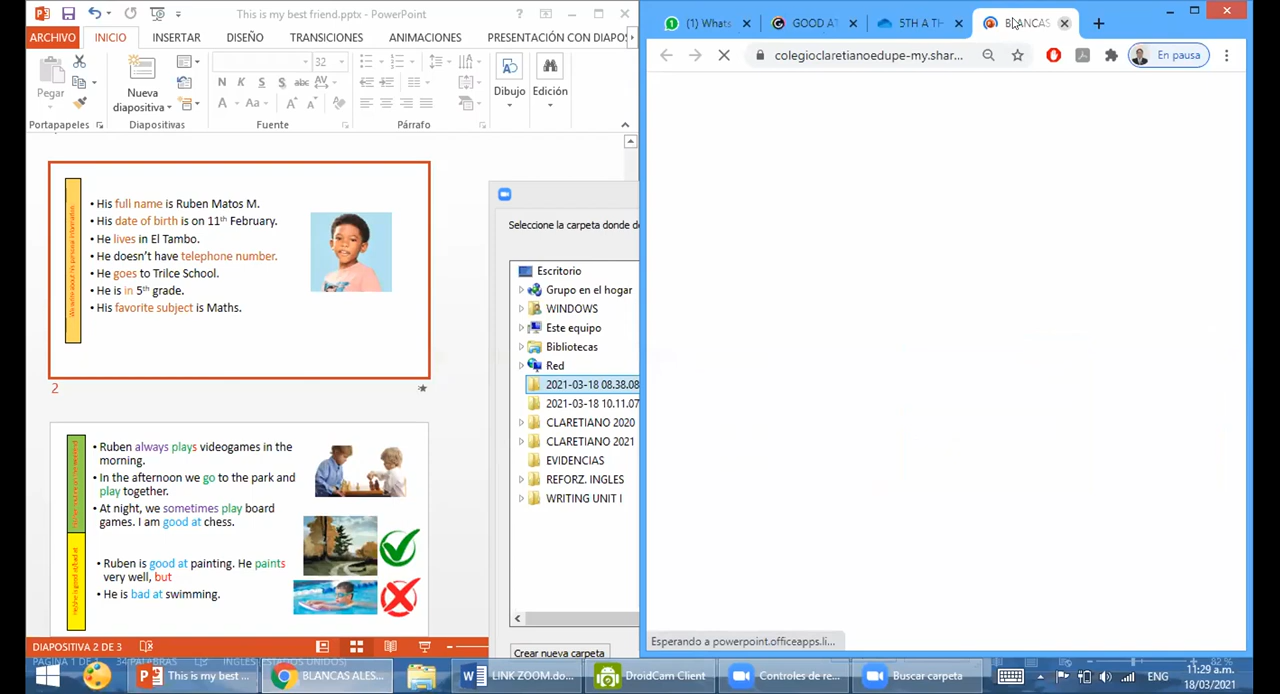 This is my best friend.pptx - PowerPoint
ARCHIVO INICIO INSERTAR DISEÑO TRANSICIONES ANIMACIONES PRESENTACIÓN CON DIAPOS
Pegar
Nueva
diapositiva
32
N K S S abc AV
A Aa A A
Dibujo
Edición
Portapapeles
Diapositivas
Fuente
Párrafo
• His full name is Ruben Matos M.
• His date of birth is on 11th February.
• He lives in El Tambo.
• He doesn't have telephone number.
• He goes to Trilce School.
• He is in 5th grade.
• His favorite subject is Maths.
2
• Ruben always plays videogames in the
morning.
• In the afternoon we go to the park and
play together.
• At night, we sometimes play board
games. I am good at chess.
• Ruben is good at painting. He paints
very well, but
• He is bad at swimming.
DIAPOSITIVA 2 DE 3
Seleccione la carpeta donde de
Escritorio
Grupo en el hogar
WINDOWS
Este equipo
Bibliotecas
Red
2021-03-18 08.38.08
2021-03-18 10.11.07
CLARETIANO 2020
CLARETIANO 2021
EVIDENCIAS
REFORZ. INGLES
WRITING UNIT I
Crear nueva carpeta
(1) Whats
GOOD AT
5TH A TH
BLANCAS
colegioclaretianoedupe-my.shar...
En pausa
Esperando a powerpoint.officeapps.li...
This is my best ...
BLANCAS ALES...
LINK ZOOM.do...
DroidCam Client
Controles de re...
Buscar carpeta
ENG
11:29 a.m.
18/03/2021